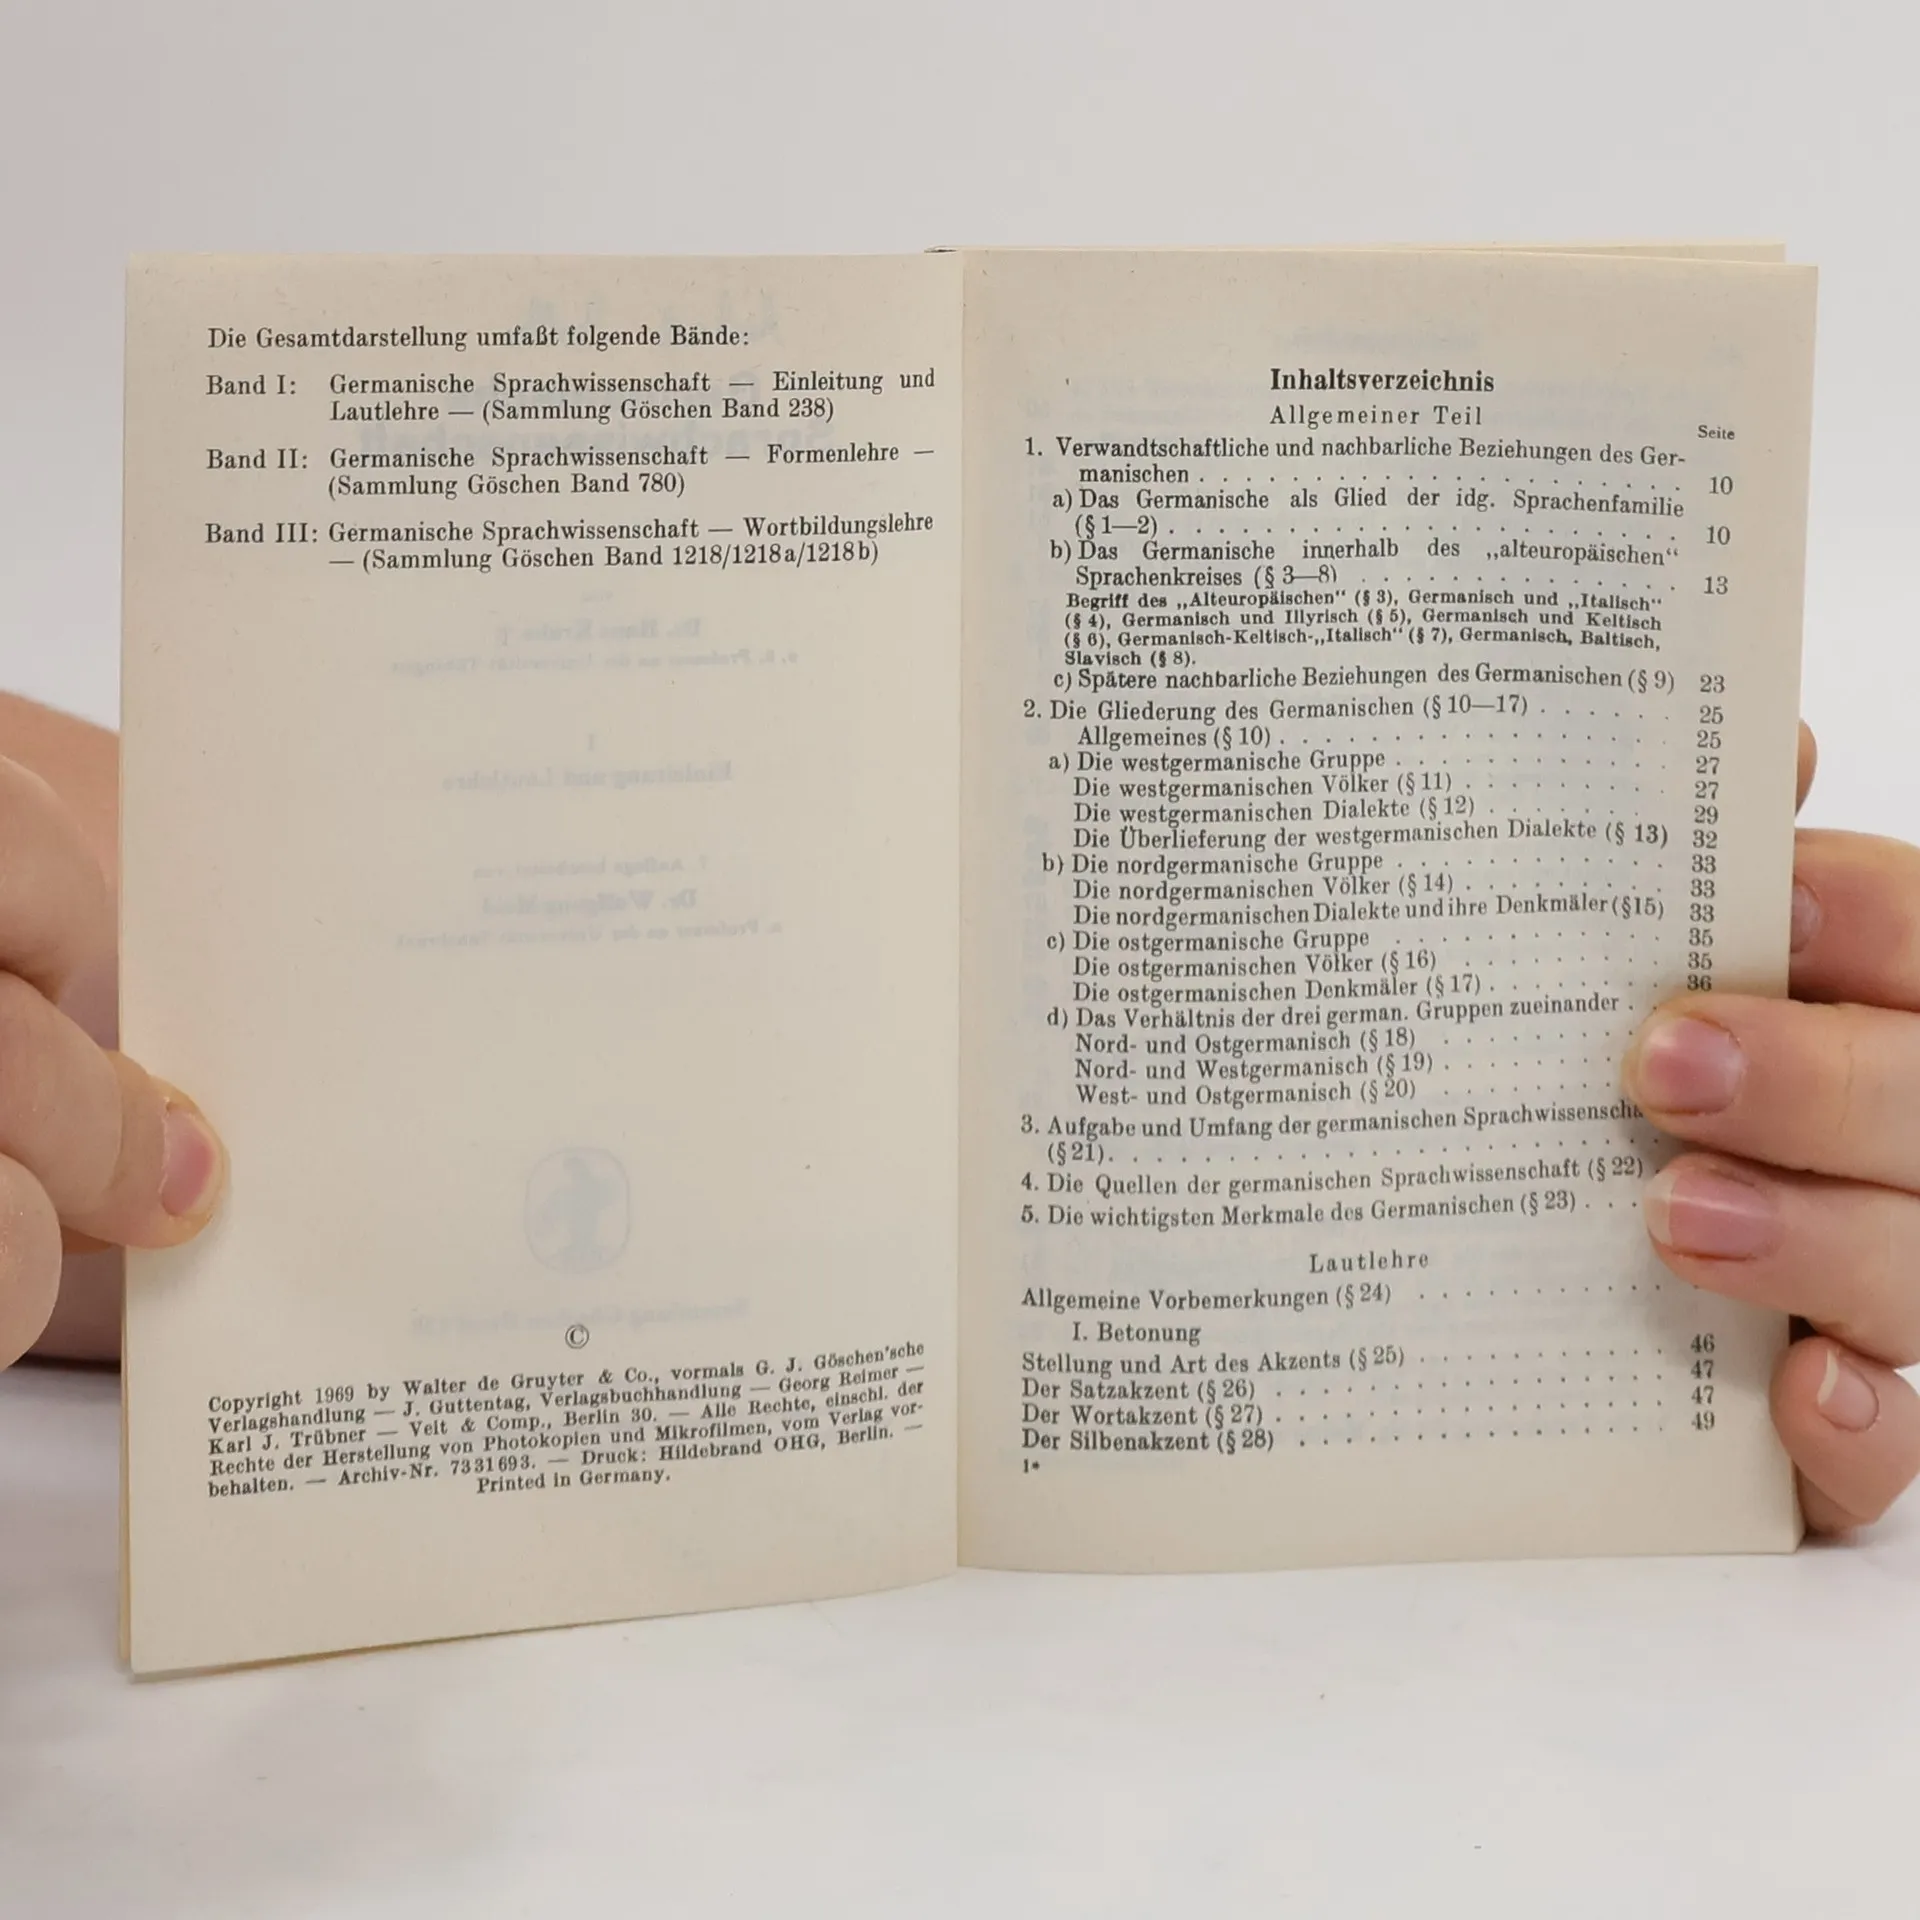 Die Gesamtdarstellung umfaßt folgende Bände:
Band I: Germanische Sprachwissenschaft — Einleitung und
Lautlehre — (Sammlung Göschen Band 238)
Band II: Germanische Sprachwissenschaft — Formenlehre —
(Sammlung Göschen Band 780)
Band III: Germanische Sprachwissenschaft — Wortbildungslehre
— (Sammlung Göschen Band 1218/1218a/1218b)
©
Copyright 1969 by Walter de Gruyter & Co., vormals G. J. Göschen'sche
Verlagshandlung — J. Guttentag, Verlagsbuchhandlung — Georg Reimer —
Karl J. Trübner — Veit & Comp., Berlin 30. — Alle Rechte, einschl. der
Rechte der Herstellung von Photokopien und Mikrofilmen, vom Verlag vor-
behalten. — Archiv-Nr. 7331693. — Druck: Hildebrand OHG, Berlin. —
Printed in Germany.
Inhaltsverzeichnis
Allgemeiner Teil
Seite
1. Verwandtschaftliche und nachbarliche Beziehungen des Ger-
manischen . . . . . . . . . . . . . . . . . 10
a) Das Germanische als Glied der idg. Sprachenfamilie
(§ 1—2) . . . . . . . . . . . . . . . . . . 10
b) Das Germanische innerhalb des „alteuropäischen“
Sprachenkreises (§ 3—8) . . . . . . . . . . . . 13
Begriff des „Alteuropäischen“ (§ 3), Germanisch und „Italisch“
(§ 4), Germanisch und Illyrisch (§ 5), Germanisch und Keltisch
(§ 6), Germanisch-Keltisch-„Italisch“ (§ 7), Germanisch, Baltisch,
Slavisch (§ 8).
c) Spätere nachbarliche Beziehungen des Germanischen (§ 9) 23
2. Die Gliederung des Germanischen (§ 10—17) . . . . . . 25
Allgemeines (§ 10) . . . . . . . . . . . . . . 25
a) Die westgermanische Gruppe . . . . . . . . . . 27
Die westgermanischen Völker (§ 11) . . . . . . . . 27
Die westgermanischen Dialekte (§ 12) . . . . . . . 29
Die Überlieferung der westgermanischen Dialekte (§ 13) 32
b) Die nordgermanische Gruppe . . . . . . . . . . 33
Die nordgermanischen Völker (§ 14) . . . . . . . . 33
Die nordgermanischen Dialekte und ihre Denkmäler (§ 15) 33
c) Die ostgermanische Gruppe . . . . . . . . . . 35
Die ostgermanischen Völker (§ 16) . . . . . . . . 35
Die ostgermanischen Denkmäler (§ 17) . . . . . . . 36
d) Das Verhältnis der drei german. Gruppen zueinander . .
Nord- und Ostgermanisch (§ 18) . . . . . . . .
Nord- und Westgermanisch (§ 19) . . . . . . . .
West- und Ostgermanisch (§ 20) . . . . . . .
3. Aufgabe und Umfang der germanischen
(§ 21) . . . . . . . . . . . . . . . . . .
4. Die Quellen der germanischen Sprachwissenschaft (§ 22) .
5. Die wichtigsten Merkmale des Germanischen (§ 23) . . .
Lautlehre
Allgemeine Vorbemerkungen (§ 24) . . . . . . . . . .
I. Betonung
Stellung und Art des Akzents (§ 25) . . . . . . . . . . 46
Der Satzakzent (§ 26) . . . . . . . . . . . . . . 47
Der Wortakzent (§ 27) . . . . . . . . . . . . . . 47
Der Silbenakzent (§ 28) . . . . . . . . . . . . . 49
1*